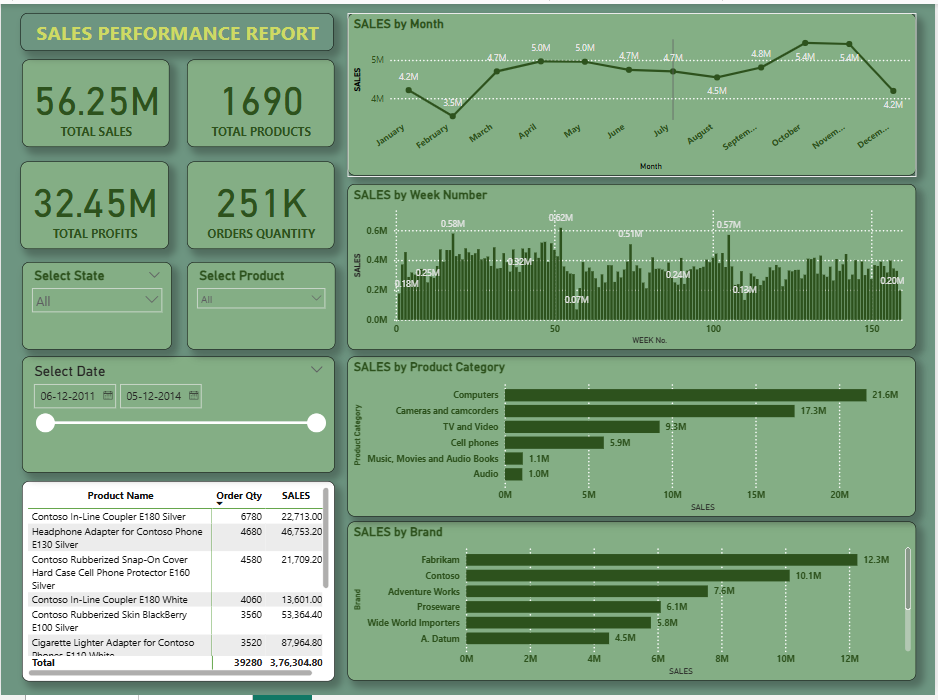 SALES PERFORMANCE REPORT
56.25M
TOTAL SALES
1690
TOTAL PRODUCTS
32.45M
TOTAL PROFITS
251K
ORDERS QUANTITY
Select State
All
Select Product
All
Select Date
06-12-2011
05-12-2014
Product Name Order Qty SALES
Contoso In-Line Coupler E180 Silver 6780 22,713.00
Headphone Adapter for Contoso Phone 4680 46,753.20
E130 Silver
Contoso Rubberized Snap-On Cover 4580 21,709.20
Hard Case Cell Phone Protector E160
Silver
Contoso In-Line Coupler E180 White 4060 13,601.00
Contoso Rubberized Skin BlackBerry 3560 53,364.40
E100 Silver
Cigarette Lighter Adapter for Contoso 3520 87,964.80
Phones E110 White
Total 39280 3,76,304.80
SALES by Month
SALES
5M
4M
4.2M 3.5M 4.7M 5.0M 5.0M 4.7M 4.7M 4.5M 4.8M 5.4M 5.4M 4.2M
January February March April May June July August Septem... October Novem... Decem...
Month
SALES by Week Number
SALES
0.6M
0.4M
0.2M
0.0M
0.18M 0.25M 0.58M 0.32M 0.62M 0.07M 0.51M 0.24M 0.57M 0.13M 0.20M
0 50 100 150
WEEK No.
SALES by Product Category
Product Category
Computers 21.6M
Cameras and camcorders 17.3M
TV and Video 9.3M
Cell phones 5.9M
Music, Movies and Audio Books 1.1M
Audio 1.0M
0M 5M 10M 15M 20M
SALES
SALES by Brand
Brand
Fabrikam 12.3M
Contoso 10.1M
Adventure Works 7.6M
Proseware 6.1M
Wide World Importers 5.8M
A. Datum 4.5M
0M 2M 4M 6M 8M 10M 12M
SALES